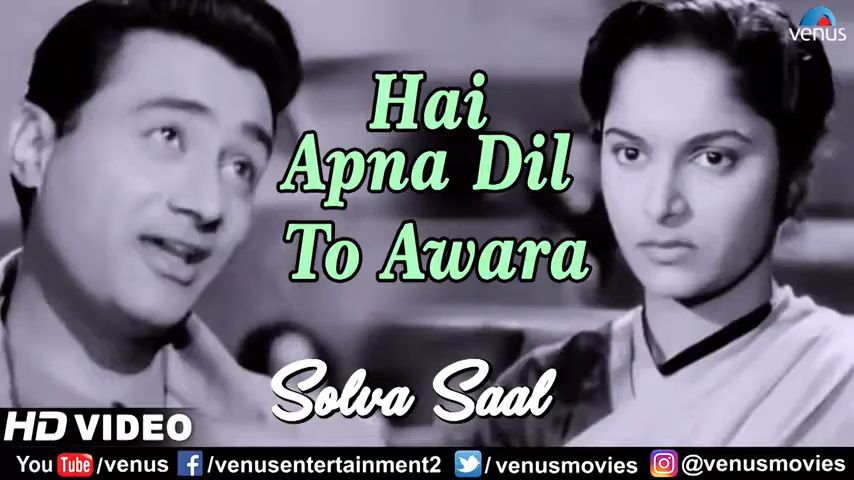 venus
Hai
Apna Dil
To Awara
Solva Saal
HD VIDEO
You Tube /venus f /venusentertainment2 / venusmovies @venusmovies